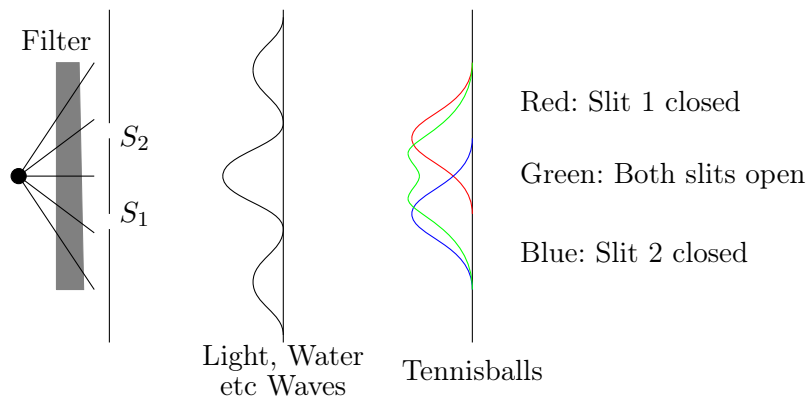 Filter
S2
S1
Light, Water
etc Waves
Tennisballs
Red: Slit 1 closed
Green: Both slits open
Blue: Slit 2 closed